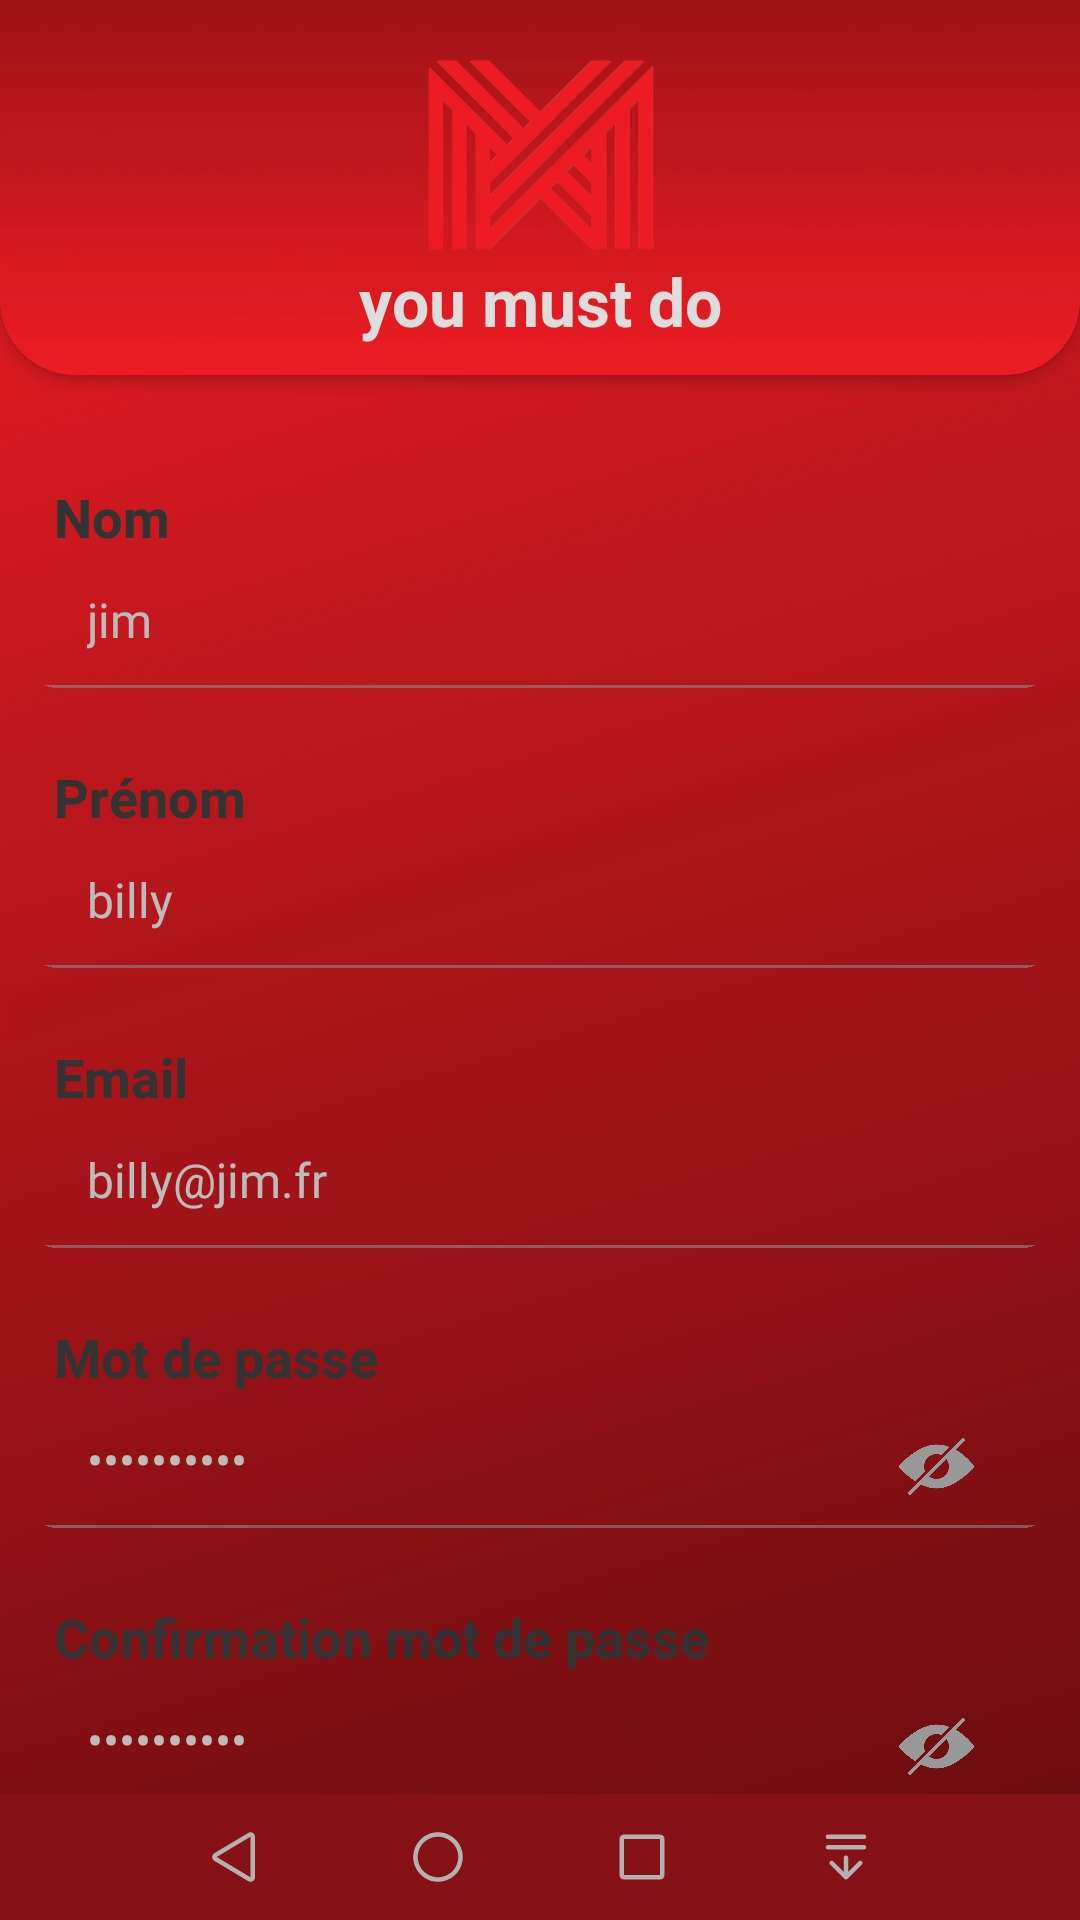 you must do
Nom
jim
Prénom
billy
Email
billy@jim.fr
Mot de passe
••••••••••
Confirmation mot de passe
••••••••••